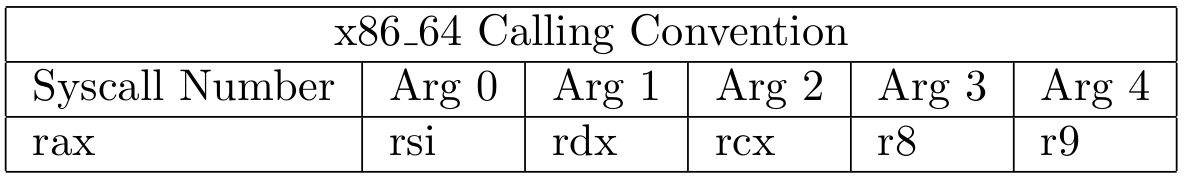 x86_64 Calling Convention
Syscall Number Arg 0 Arg 1 Arg 2 Arg 3 Arg 4
rax rsi rdx rcx r8 r9